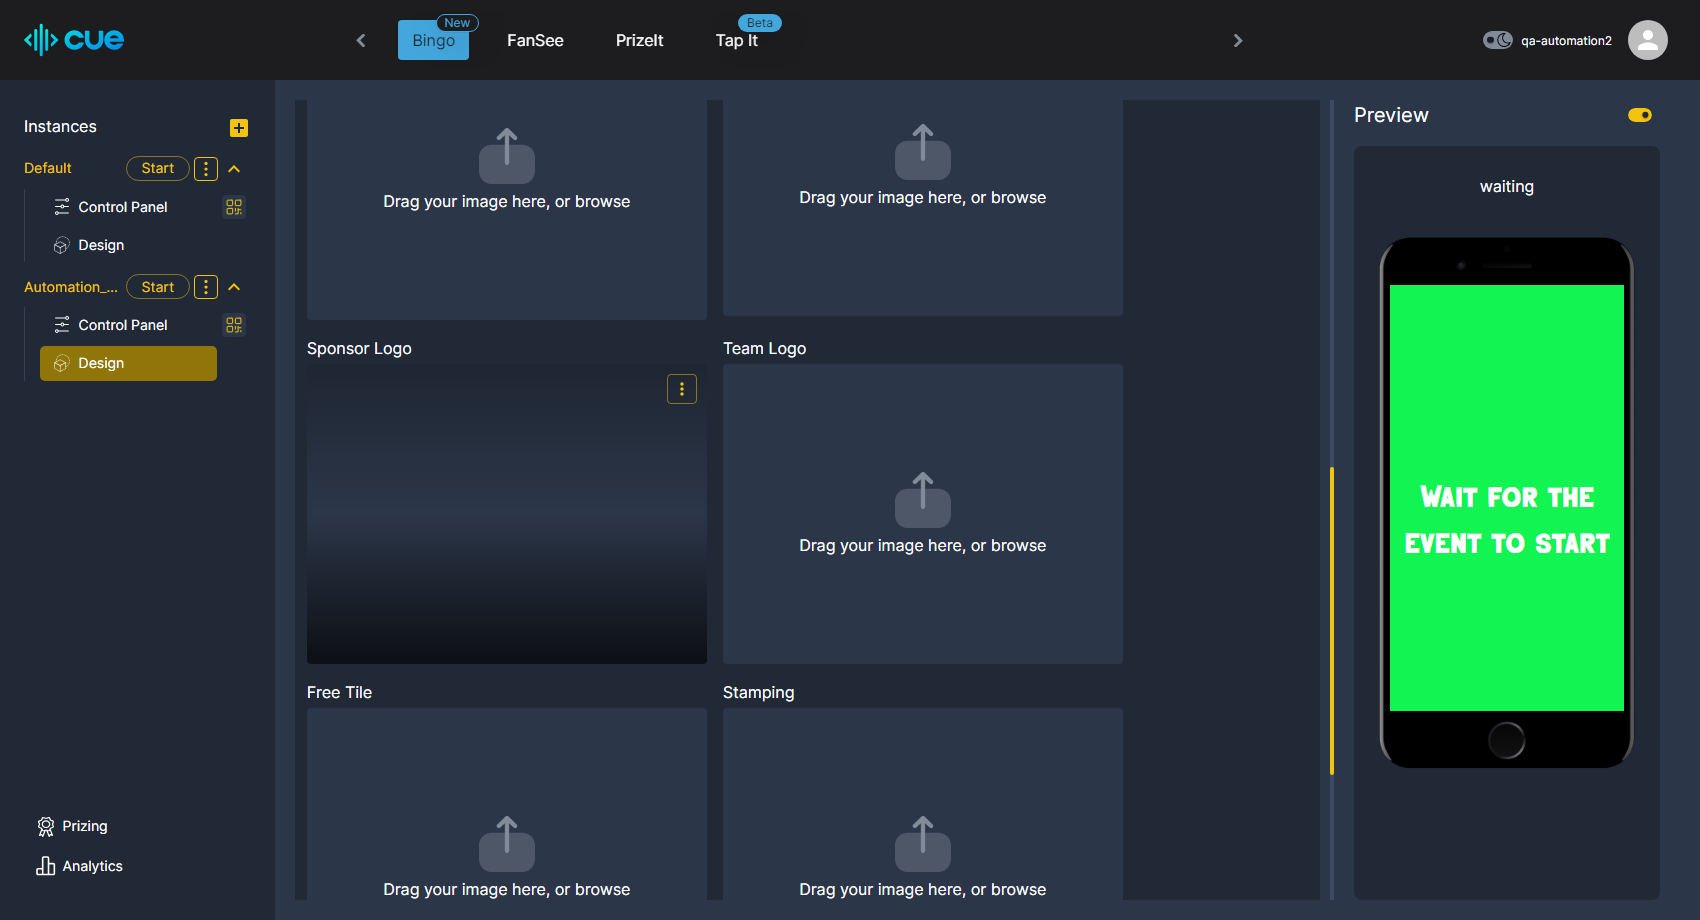 cue
Bingo
New
FanSee
PrizeIt
Tap It
Beta
qa-automation2
Instances
Default
Start
Control Panel
Design
Automation_...
Start
Control Panel
Design
Prizing
Analytics
Drag your image here, or browse
Drag your image here, or browse
Sponsor Logo
Team Logo
Drag your image here, or browse
Free Tile
Stamping
Drag your image here, or browse
Drag your image here, or browse
Preview
waiting
WAIT FOR THE
EVENT TO START